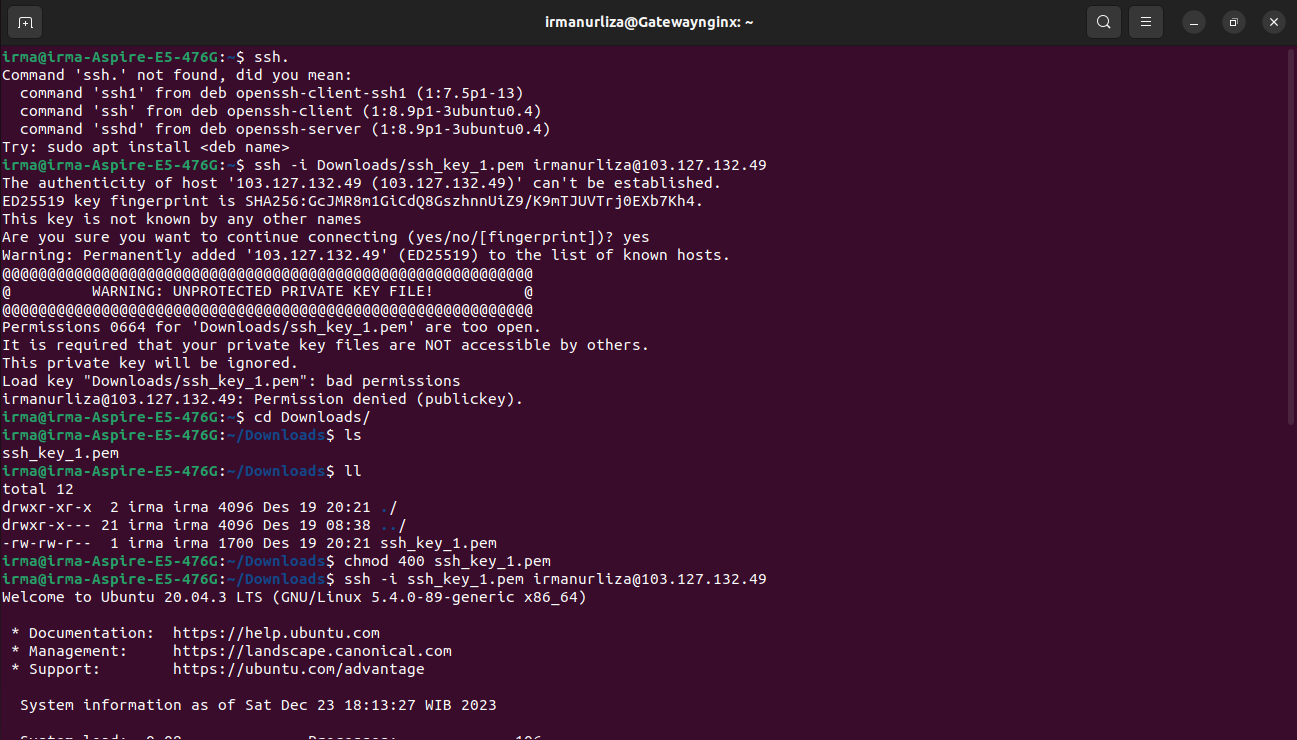 irmanurliza@Gatewaynginx: ~
irma@irma-Aspire-E5-476G:~$ ssh.
Command 'ssh.' not found, did you mean:
  command 'ssh1' from deb openssh-client-ssh1 (1:7.5p1-13)
  command 'ssh' from deb openssh-client (1:8.9p1-3ubuntu0.4)
  command 'sshd' from deb openssh-server (1:8.9p1-3ubuntu0.4)
Try: sudo apt install <deb name>
irma@irma-Aspire-E5-476G:~$ ssh -i Downloads/ssh_key_1.pem irmanurliza@103.127.132.49
The authenticity of host '103.127.132.49 (103.127.132.49)' can't be established.
ED25519 key fingerprint is SHA256:GcJMR8m1GiCdQ8GszhnnUiZ9/K9mTJUVTrj0EXb7Kh4.
This key is not known by any other names
Are you sure you want to continue connecting (yes/no/[fingerprint])? yes
Warning: Permanently added '103.127.132.49' (ED25519) to the list of known hosts.
@@@@@@@@@@@@@@@@@@@@@@@@@@@@@@@@@@@@@@@@@@@@@@@@@@@@@@@@@@@
@         WARNING: UNPROTECTED PRIVATE KEY FILE!          @
@@@@@@@@@@@@@@@@@@@@@@@@@@@@@@@@@@@@@@@@@@@@@@@@@@@@@@@@@@@
Permissions 0664 for 'Downloads/ssh_key_1.pem' are too open.
It is required that your private key files are NOT accessible by others.
This private key will be ignored.
Load key "Downloads/ssh_key_1.pem": bad permissions
irmanurliza@103.127.132.49: Permission denied (publickey).
irma@irma-Aspire-E5-476G:~$ cd Downloads/
irma@irma-Aspire-E5-476G:~/Downloads$ ls
ssh_key_1.pem
irma@irma-Aspire-E5-476G:~/Downloads$ ll
total 12
drwxr-xr-x  2 irma irma 4096 Des 19 20:21 ./
drwxr-x--- 21 irma irma 4096 Des 19 08:38 ../
-rw-rw-r--  1 irma irma 1700 Des 19 20:21 ssh_key_1.pem
irma@irma-Aspire-E5-476G:~/Downloads$ chmod 400 ssh_key_1.pem
irma@irma-Aspire-E5-476G:~/Downloads$ ssh -i ssh_key_1.pem irmanurliza@103.127.132.49
Welcome to Ubuntu 20.04.3 LTS (GNU/Linux 5.4.0-89-generic x86_64)
 * Documentation:  https://help.ubuntu.com
 * Management:     https://landscape.canonical.com
 * Support:        https://ubuntu.com/advantage
  System information as of Sat Dec 23 18:13:27 WIB 2023